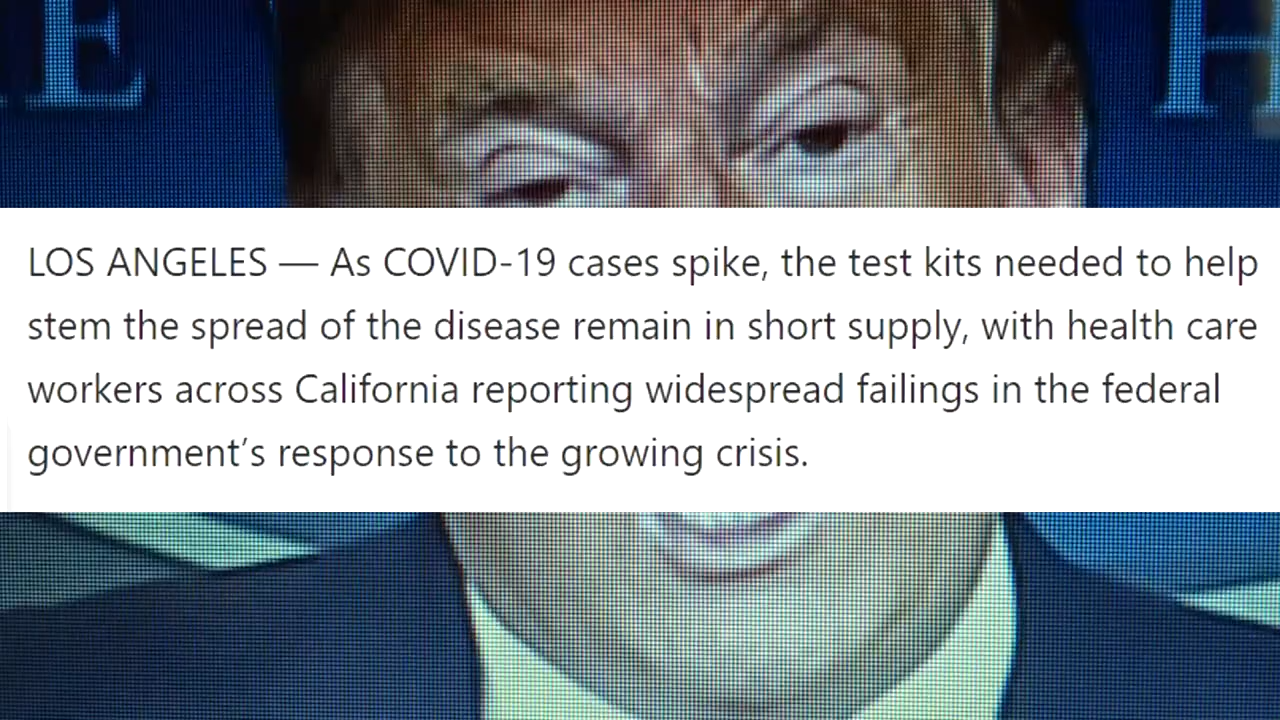 E H
LOS ANGELES — As COVID-19 cases spike, the test kits needed to help
stem the spread of the disease remain in short supply, with health care
workers across California reporting widespread failings in the federal
government’s response to the growing crisis.